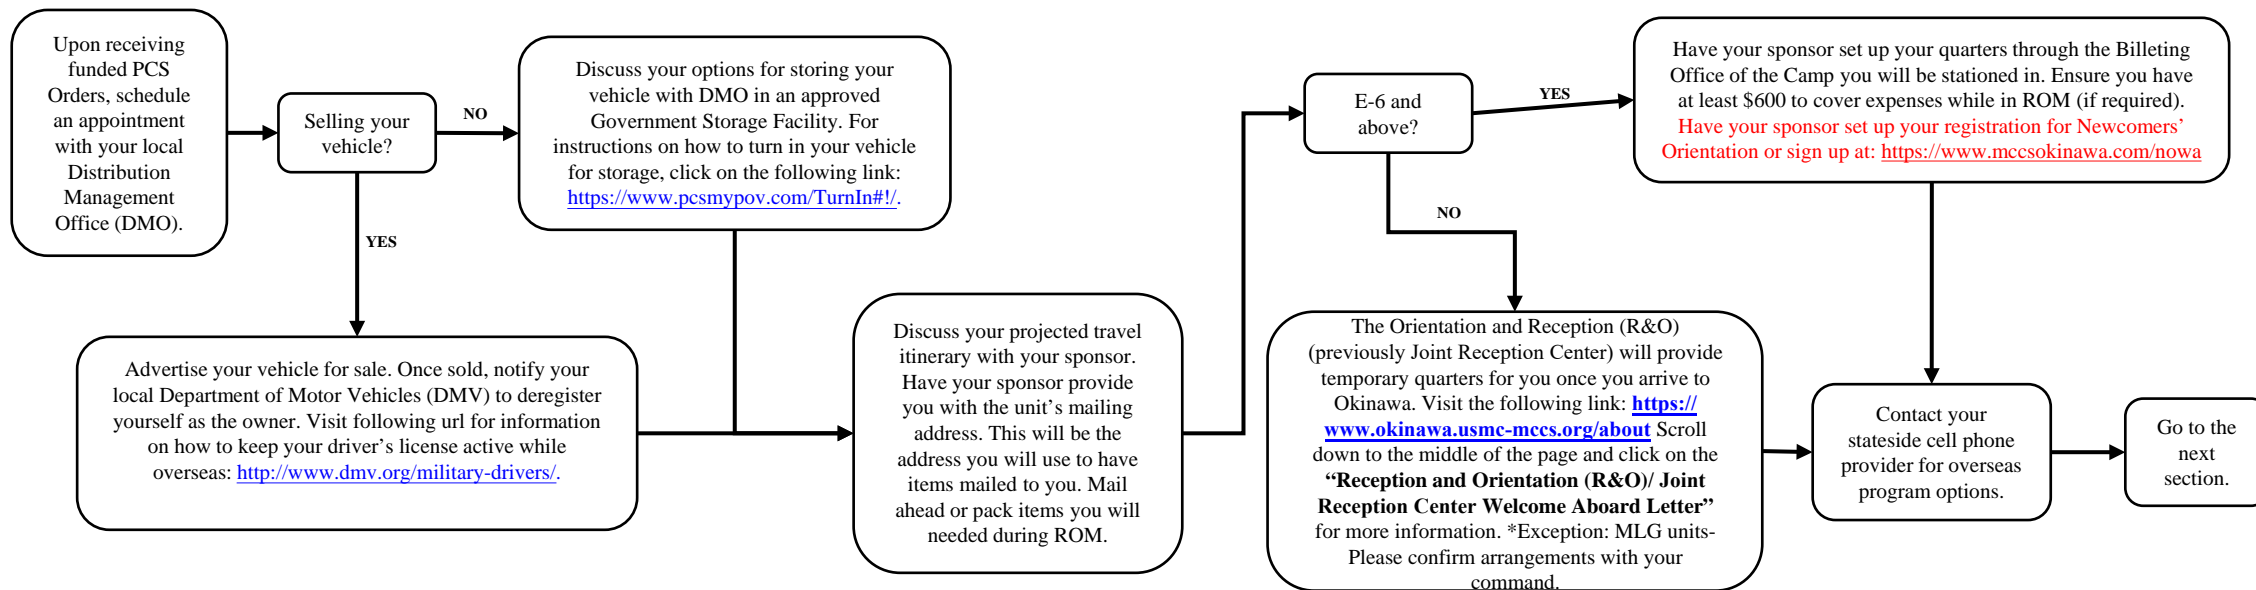 Upon receiving
funded PCS
Orders, schedule
an appointment
with your local
Distribution
Management
Office (DMO).
Selling your
vehicle?
NO
YES
Discuss your options for storing your
vehicle with DMO in an approved
Government Storage Facility. For
instructions on how to turn in your vehicle
for storage, click on the following link:
https://www.pcsmypov.com/TurnIn#!/.
Advertise your vehicle for sale. Once sold, notify your
local Department of Motor Vehicles (DMV) to deregister
yourself as the owner. Visit following url for information
on how to keep your driver’s license active while
overseas: http://www.dmv.org/military-drivers/.
Discuss your projected travel
itinerary with your sponsor.
Have your sponsor provide
you with the unit’s mailing
address. This will be the
address you will use to have
items mailed to you. Mail
ahead or pack items you will
needed during ROM.
E-6 and
above?
YES
NO
Have your sponsor set up your quarters through the Billeting
Office of the Camp you will be stationed in. Ensure you have
at least $600 to cover expenses while in ROM (if required).
Have your sponsor set up your registration for Newcomers’
Orientation or sign up at: https://www.mccsokinawa.com/nowa
The Orientation and Reception (R&O)
(previously Joint Reception Center) will provide
temporary quarters for you once you arrive to
Okinawa. Visit the following link: https://
www.okinawa.usmc-mccs.org/about Scroll
down to the middle of the page and click on the
“Reception and Orientation (R&O)/ Joint
Reception Center Welcome Aboard Letter”
for more information. *Exception: MLG units-
Please confirm arrangements with your
command.
Contact your
stateside cell phone
provider for overseas
program options.
Go to the
next
section.